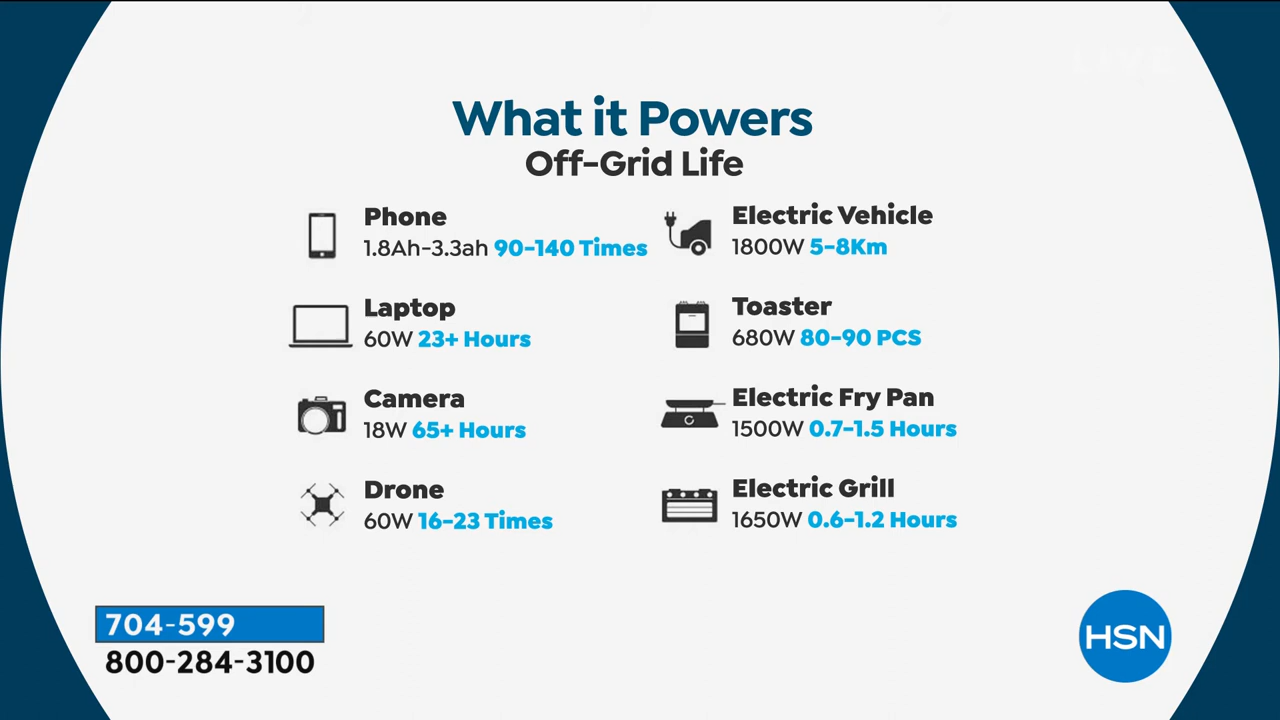 What it Powers
Off-Grid Life
Phone
1.8Ah-3.3ah 90-140 Times
Laptop
60W 23+ Hours
Camera
18W 65+ Hours
Drone
60W 16-23 Times
Electric Vehicle
1800W 5-8Km
Toaster
680W 80-90 PCS
Electric Fry Pan
1500W 0.7-1.5 Hours
Electric Grill
1650W 0.6-1.2 Hours
704-599
800-284-3100
HSN